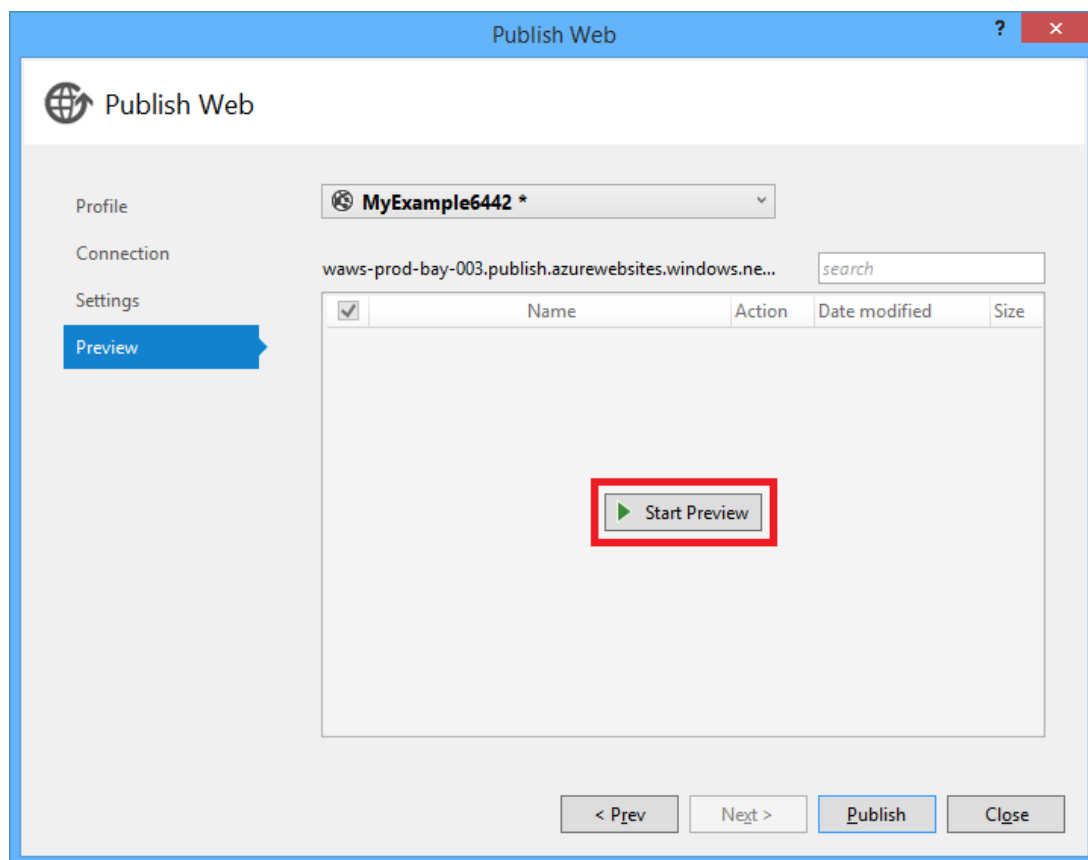 Publish Web
?
Publish Web
Profile
Connection
Settings
Preview
MyExample6442 *
waws-prod-bay-003.publish.azurewebsites.windows.ne...
search
Name Action Date modified Size
Start Preview
< Prev Next > Publish Close